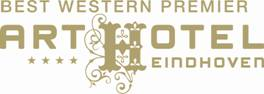 BEST WESTERN PREMIER
ART HOTEL
★★★★ EINDHOVEN